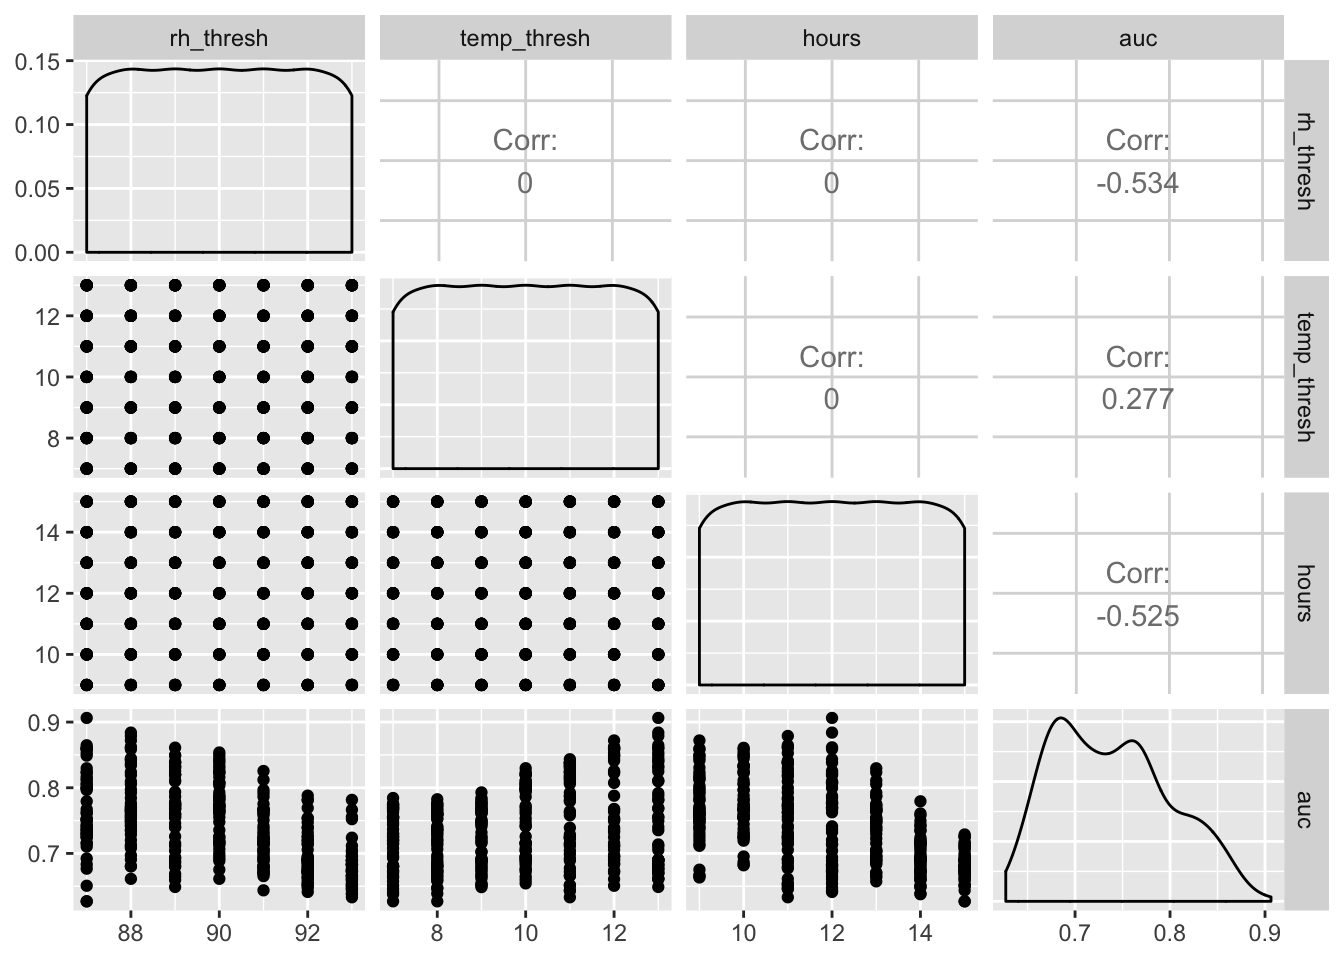 rh_thresh temp_thresh hours auc
0.15
0.10
0.05
0.00
Corr:
0
Corr:
0
Corr:
-0.534
rh_thresh
12
10
8
Corr:
0
Corr:
0.277
temp_thresh
14
12
10
Corr:
-0.525
hours
0.9
0.8
0.7
auc
88 90 92 8 10 12 10 12 14 0.7 0.8 0.9